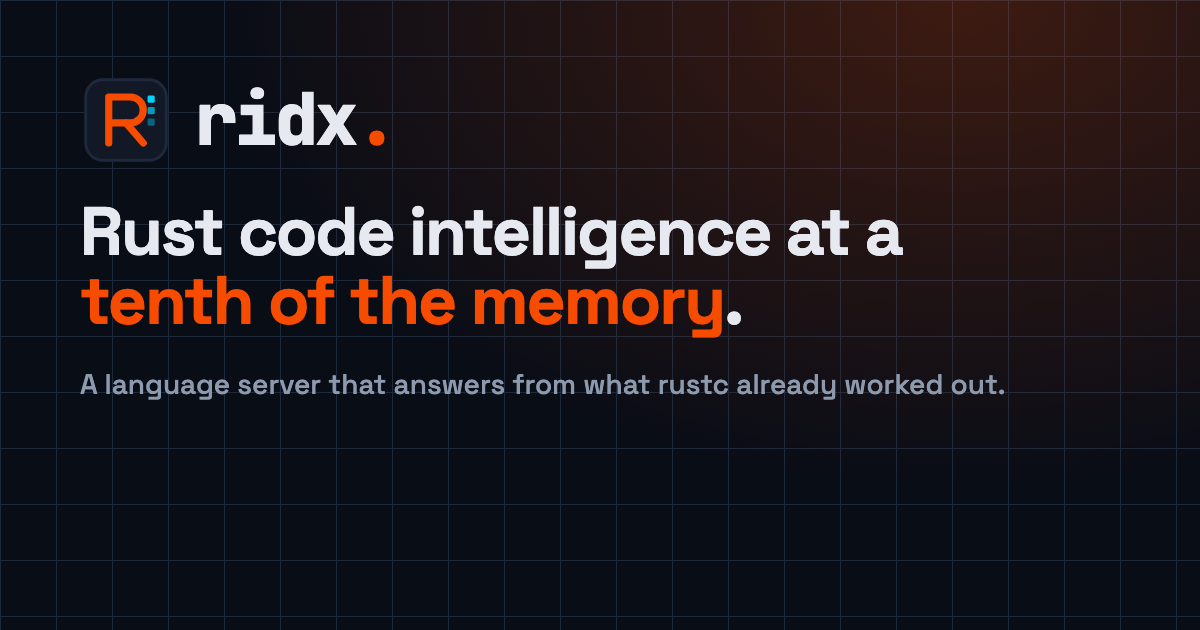 R
ridx.
Rust code intelligence at a
tenth of the memory.
A language server that answers from what rustc already worked out.